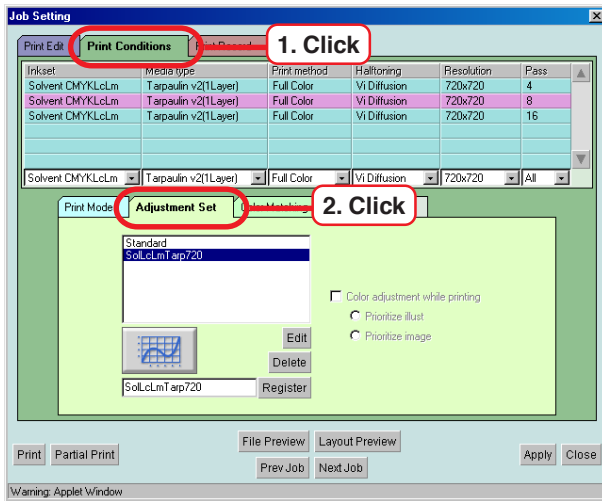 Job Setting
Print Edit Print Conditions Print Record 1. Click
Inkset Media type Print method Halftoning Resolution Pass
Solvent CMYKLcLm Tarpaulin v2(1Layer) Full Color Vi Diffusion 720x720 4
Solvent CMYKLcLm Tarpaulin v2(1Layer) Full Color Vi Diffusion 720x720 8
Solvent CMYKLcLm Tarpaulin v2(1Layer) Full Color Vi Diffusion 720x720 16
Solvent CMYKLcLm Tarpaulin v2(1Layer) Full Color Vi Diffusion 720x720 All
Print Mode Adjustment Set Color Matching 2. Click
Standard
SolLcLmTarp720
Color adjustment while printing
Prioritize illust
Edit Prioritize image
Delete
SolLcLmTarp720 Register
File Preview Layout Preview
Print Partial Print Apply Close
Prev Job Next Job
Warning: Applet Window